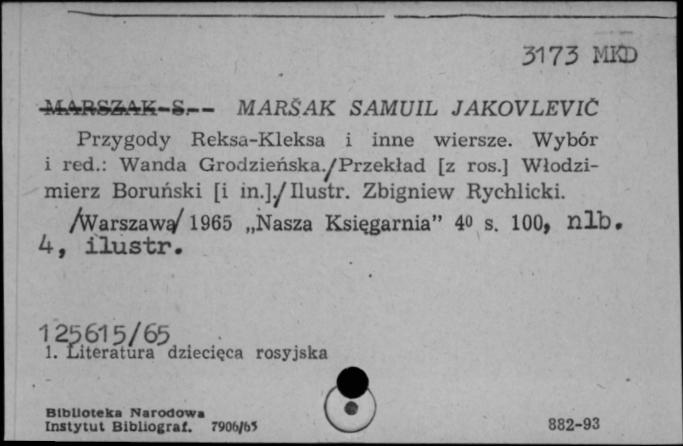 3173 MKD
MARSZAK S. MARŠAK SAMUIL JAKOVLEVIČ
Przygody Reksa-Kleksa i inne wiersze. Wybór
i red.: Wanda Grodzieńska./Przekład [z ros.] Włodzi-
mierz Boruński [i in.]/Ilustr. Zbigniew Rychlicki.
/Warszawa/ 1965 „Nasza Księgarnia” 4º s. 100, nlb.
4, ilustr.
125615/65
1. Literatura dziecięca rosyjska
Biblioteka Narodowa
Instytut Bibliograf. 7906/65 882-93